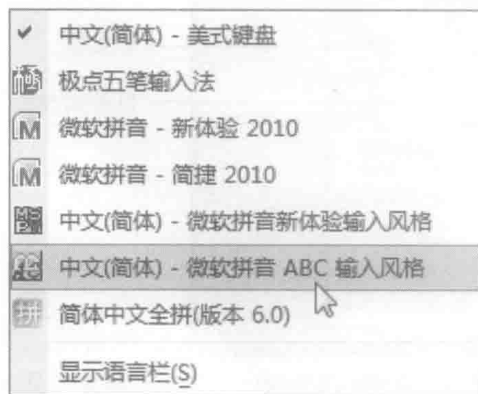 中文(简体) - 美式键盘
极点五笔输入法
微软拼音 - 新体验 2010
微软拼音 - 简捷 2010
中文(简体) - 微软拼音新体验输入风格
中文(简体) - 微软拼音 ABC 输入风格
简体中文全拼(版本 6.0)
显示语言栏(S)